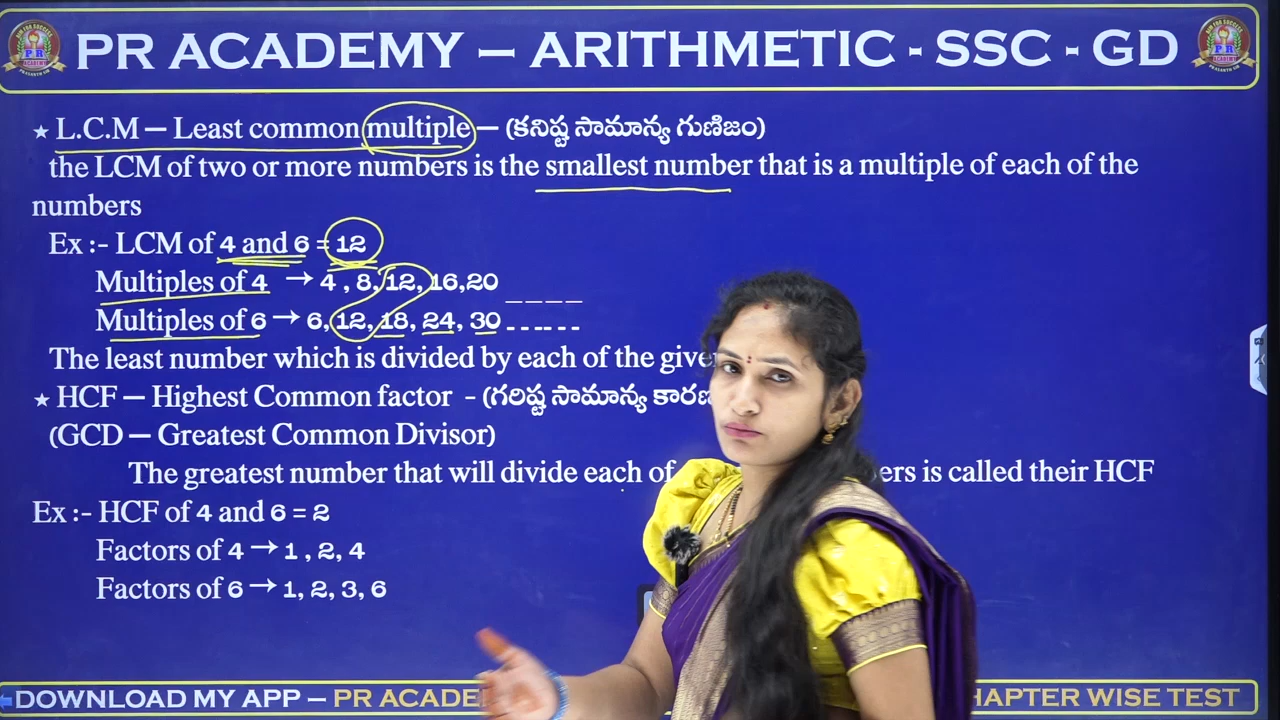 PR ACADEMY – ARITHMETIC - SSC - GD
★ L.C.M – Least common multiple – (కనిష్ట సామాన్య గుణిజం)
the LCM of two or more numbers is the smallest number that is a multiple of each of the
numbers
Ex :- LCM of 4 and 6 = 12
Multiples of 4 → 4 , 8, 12, 16,20 _ _ _ _
Multiples of 6 → 6, 12, 18, 24, 30 - - - - - -
The least number which is divided by each of the
★ HCF – Highest Common factor - (గరిష్ట సామాన్య
(GCD – Greatest Common Divisor)
The greatest number that will divide each of is called their HCF
Ex :- HCF of 4 and 6 = 2
Factors of 4 → 1 , 2, 4
Factors of 6 → 1, 2, 3, 6
DOWNLOAD MY APP – PR WISE TEST